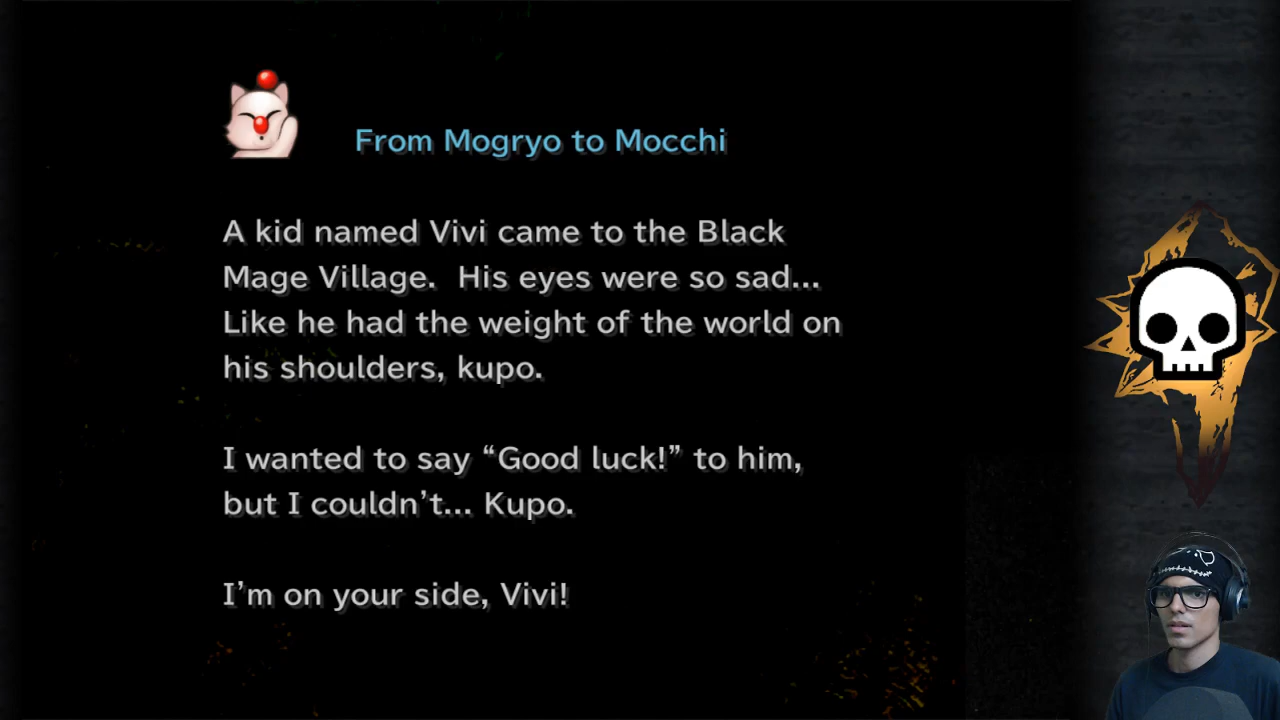 From Mogryo to Mocchi
A kid named Vivi came to the Black
Mage Village.  His eyes were so sad...
Like he had the weight of the world on
his shoulders, kupo.
I wanted to say “Good luck!” to him,
but I couldn’t... Kupo.
I’m on your side, Vivi!